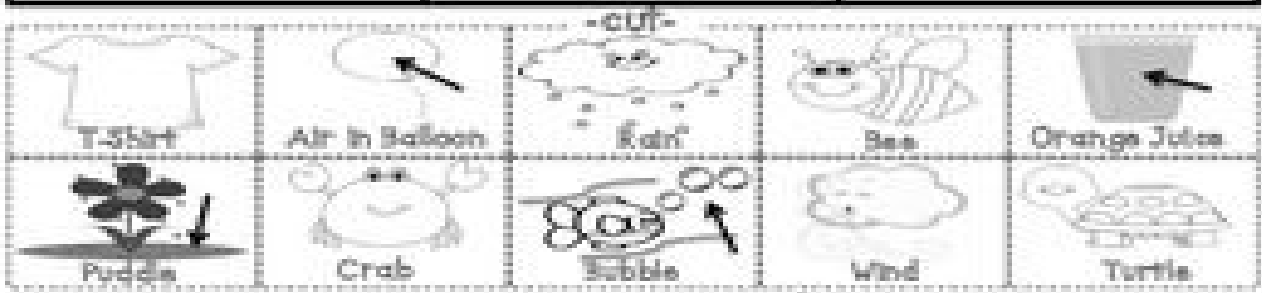 -cut-
T-Shirt Air in Balloon Rain Bee Orange Juice
Puddle Crab Bubble Wind Turtle